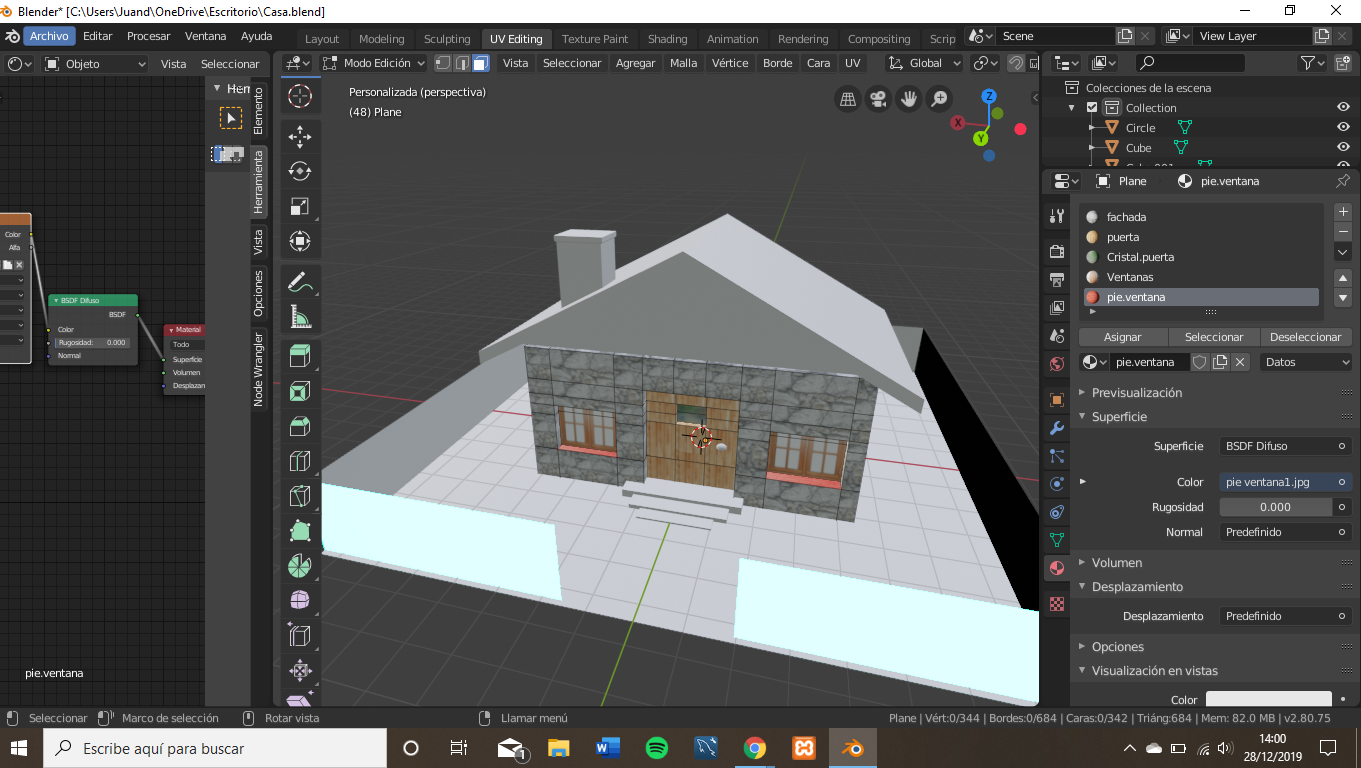 Blender* [C:\Users\Juand\OneDrive\Escritorio\Casa.blend]
Archivo Editar Procesar Ventana Ayuda Layout Modeling Sculpting UV Editing Texture Paint Shading Animation Rendering Compositing Scrip Scene View Layer
Objeto Vista Seleccionar Modo Edición Vista Seleccionar Agregar Malla Vértice Borde Cara UV Global
Herr
Elemento
Herramienta
Vista
Opciones
Node Wrangler
Color
Alfa
BSDF Difuso
BSDF
Color
Rugosidad: 0.000
Normal
Material
Todo
Superficie
Volumen
Desplazan
pie.ventana
Personalizada (perspectiva)
(48) Plane
Z
X
Y
Colecciones de la escena
Collection
Circle
Cube
Cube.001
Plane pie.ventana
fachada
puerta
Cristal.puerta
Ventanas
pie.ventana
Asignar Seleccionar Deseleccionar
pie.ventana Datos
Previsualización
Superficie
Superficie BSDF Difuso
Color pie ventana1.jpg
Rugosidad 0.000
Normal Predefinido
Volumen
Desplazamiento
Desplazamiento Predefinido
Opciones
Visualización en vistas
Color
Seleccionar Marco de selección Rotar vista Llamar menú Plane | Vért:0/344 | Bordes:0/684 | Caras:0/342 | Triáng:684 | Mem: 82.0 MB | v2.80.75
Escribe aquí para buscar
1
14:00
28/12/2019